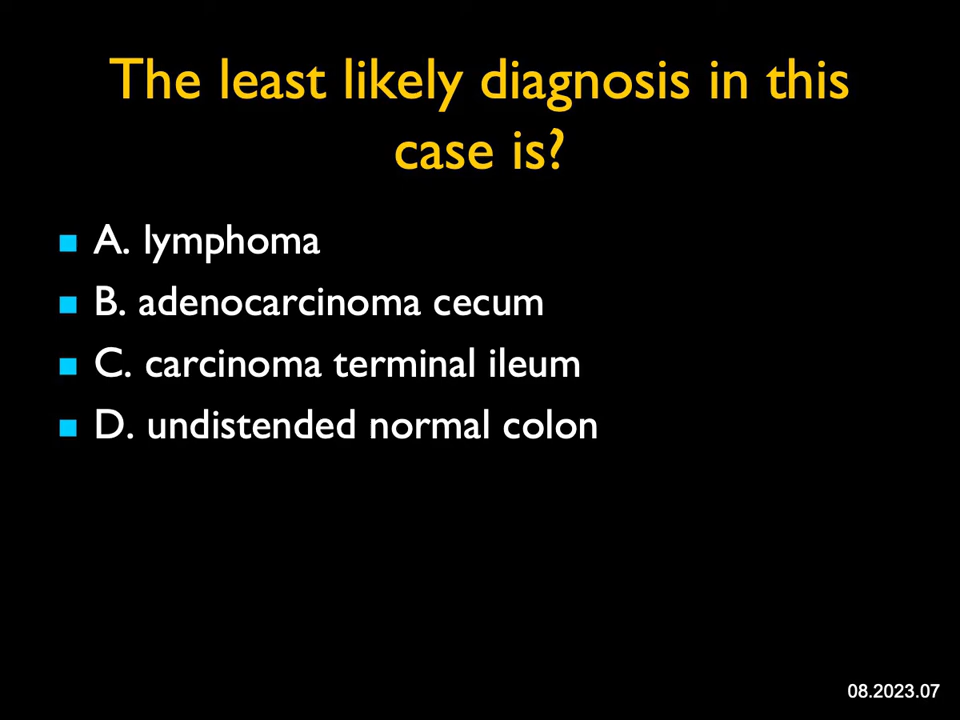 The least likely diagnosis in this
case is?
A. lymphoma
B. adenocarcinoma cecum
C. carcinoma terminal ileum
D. undistended normal colon
08.2023.07